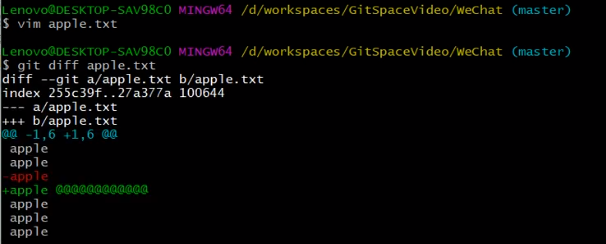 Lenovo@DESKTOP-SAV98CO MINGW64 /d/workspaces/GitSpaceVideo/WeChat (master)
$ vim apple.txt
Lenovo@DESKTOP-SAV98CO MINGW64 /d/workspaces/GitSpaceVideo/WeChat (master)
$ git diff apple.txt
diff --git a/apple.txt b/apple.txt
index 255c39f..27a377a 100644
--- a/apple.txt
+++ b/apple.txt
@@ -1,6 +1,6 @@
 apple
 apple
-apple
+apple @@@@@@@@@@@@
 apple
 apple
 apple